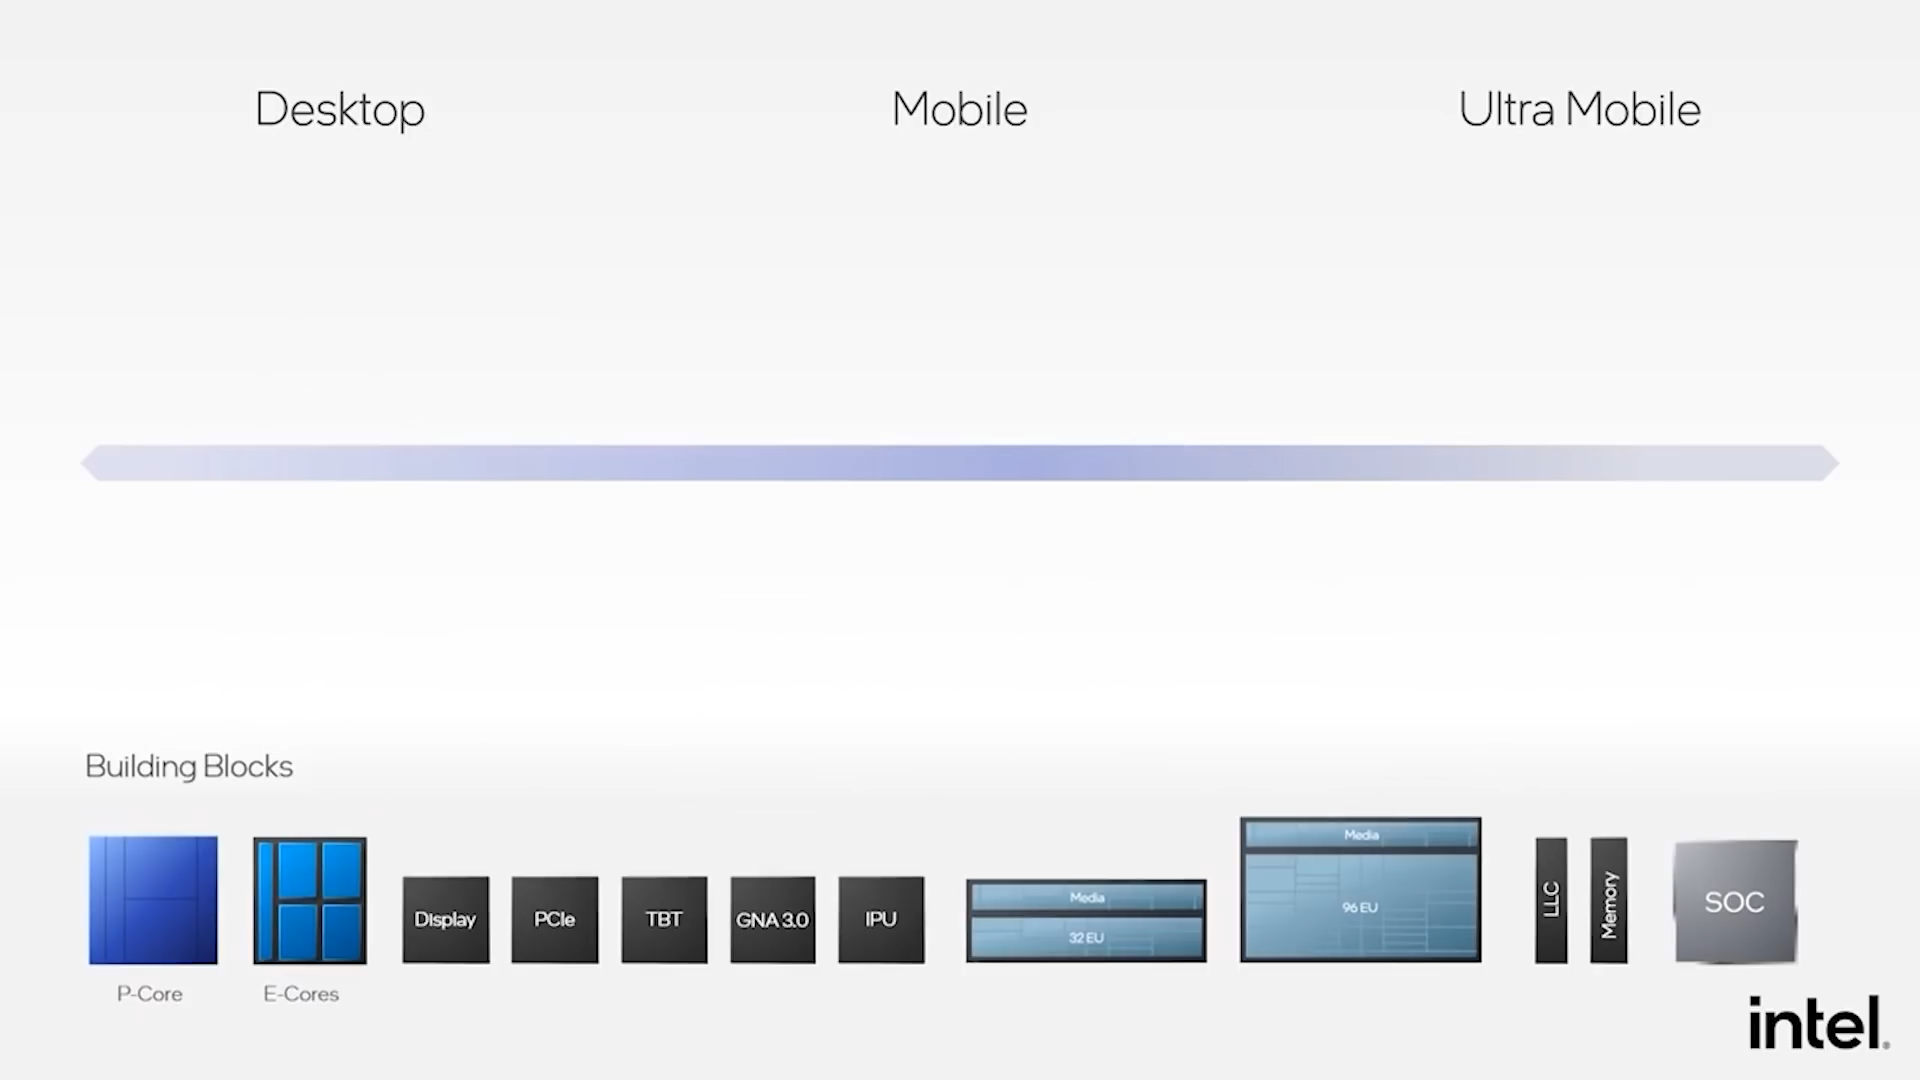 Desktop
Mobile
Ultra Mobile
Building Blocks
P-Core
E-Cores
Display
PCIe
TBT
GNA 3.0
IPU
Media
32 EU
Media
96 EU
LLC
Memory
SOC
intel.